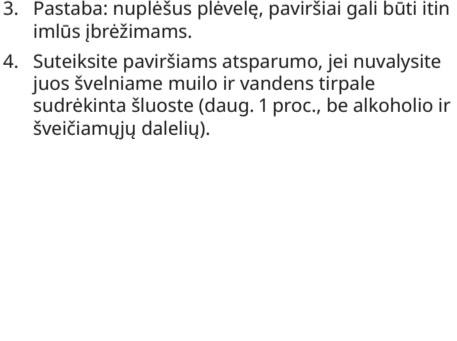 3. Pastaba: nuplėšus plėvelę, paviršiai gali būti itin
imlūs įbrėžimams.
4. Suteiksite paviršiams atsparumo, jei nuvalysite
juos švelniame muilo ir vandens tirpale
sudrėkinta šluoste (daug. 1 proc., be alkoholio ir
šveičiamųjų dalelių).